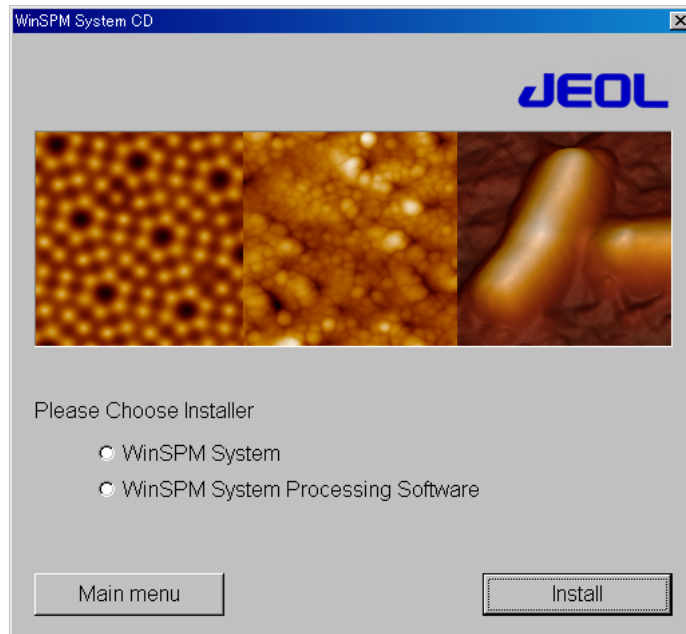 WinSPM System CD
JEOL
Please Choose Installer
WinSPM System
WinSPM System Processing Software
Main menu
Install